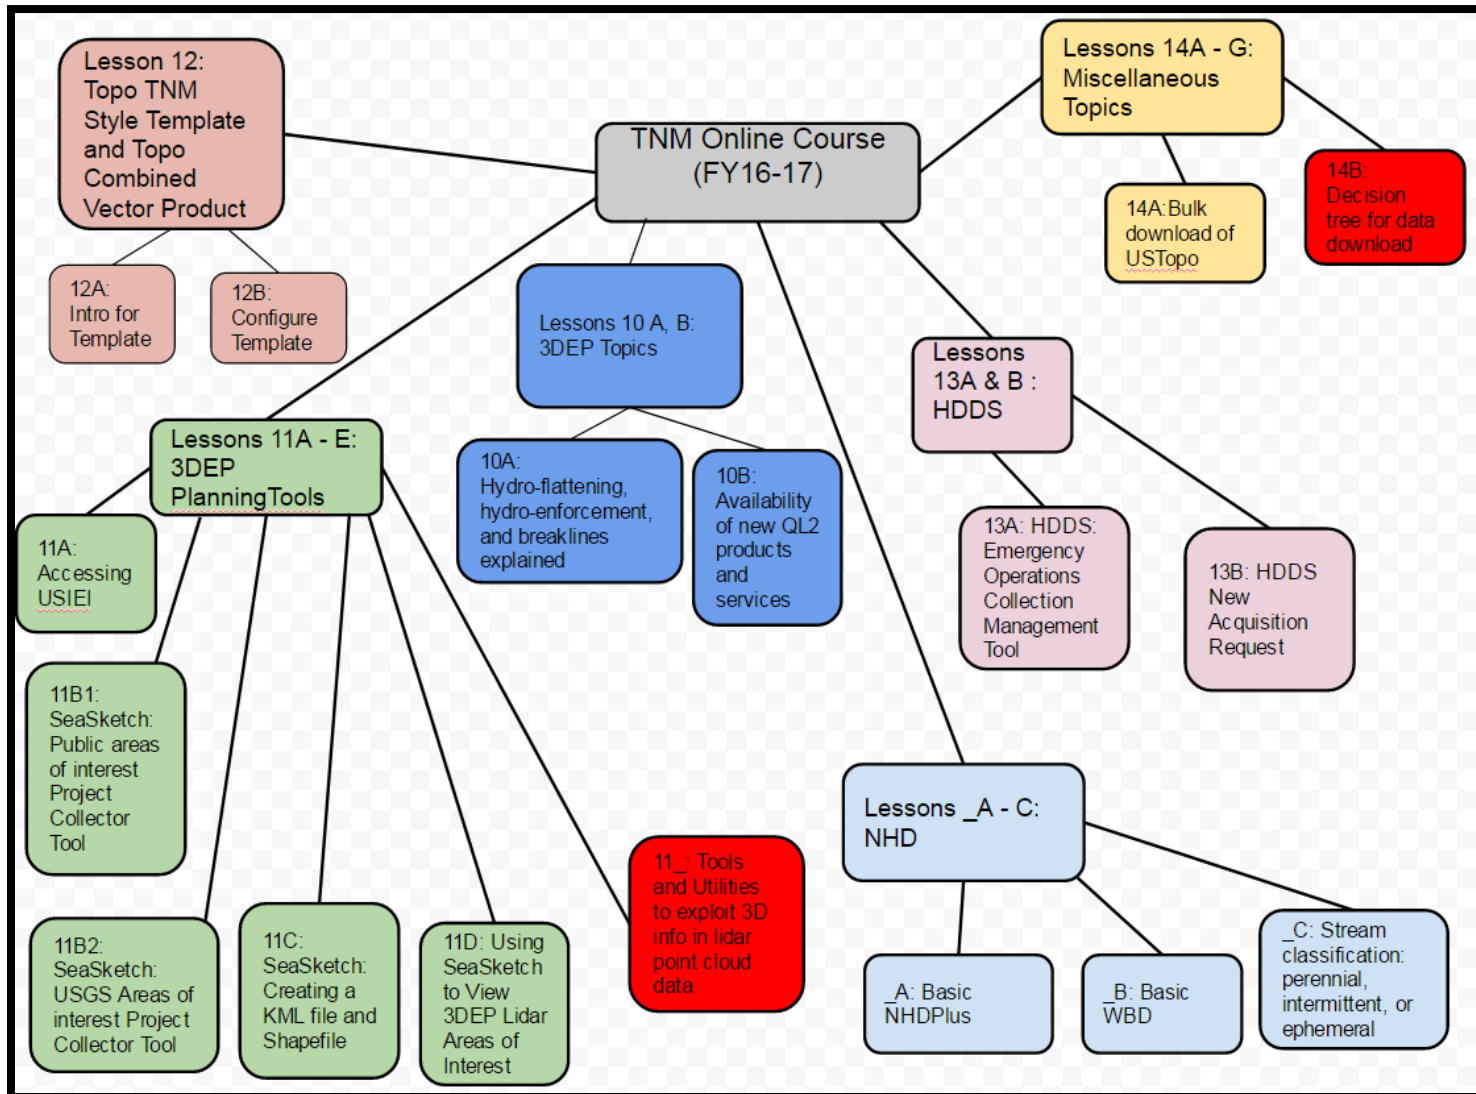 Lesson 12:
Topo TNM
Style Template
and Topo
Combined
Vector Product
TNM Online Course
(FY16-17)
Lessons 14A - G:
Miscellaneous
Topics
14A:Bulk
download of
USTopo
14B:
Decision
tree for data
download
12A:
Intro for
Template
12B:
Configure
Template
Lessons 10 A, B:
3DEP Topics
Lessons
13A & B :
HDDS
Lessons 11A - E:
3DEP
PlanningTools
10A:
Hydro-flattening,
hydro-enforcement,
and breaklines
explained
10B:
Availability
of new QL2
products
and
services
13A: HDDS:
Emergency
Operations
Collection
Management
Tool
13B: HDDS
New
Acquisition
Request
11A:
Accessing
USIEI
11B1:
SeaSketch:
Public areas
of interest
Project
Collector
Tool
11B2:
SeaSketch:
USGS Areas of
interest Project
Collector Tool
11C:
SeaSketch:
Creating a
KML file and
Shapefile
11D: Using
SeaSketch
to View
3DEP Lidar
Areas of
Interest
11_: Tools
and Utilities
to exploit 3D
info in lidar
point cloud
data
Lessons _A - C:
NHD
_A: Basic
NHDPlus
_B: Basic
WBD
_C: Stream
classification:
perennial,
intermittent, or
ephemeral